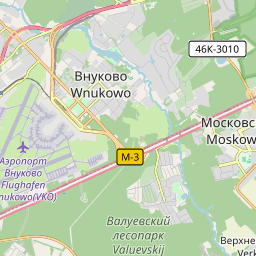 46К-3010
Внуково
Wnukowo
Московс
Moskow
М-3
Аэропорт
Внуково
Flughafen
nukowo(VKO)
Валуевский
лесопарк
Valuevskij
Верхне
Verk